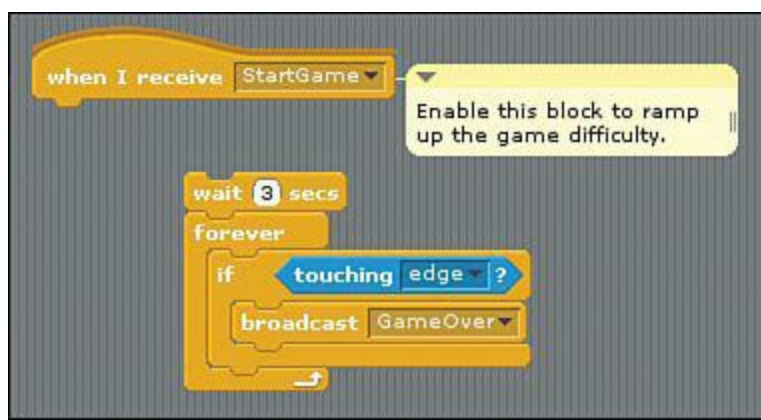 when I receive StartGame
Enable this block to ramp
up the game difficulty.
wait 3 secs
forever
if touching edge ?
broadcast GameOver